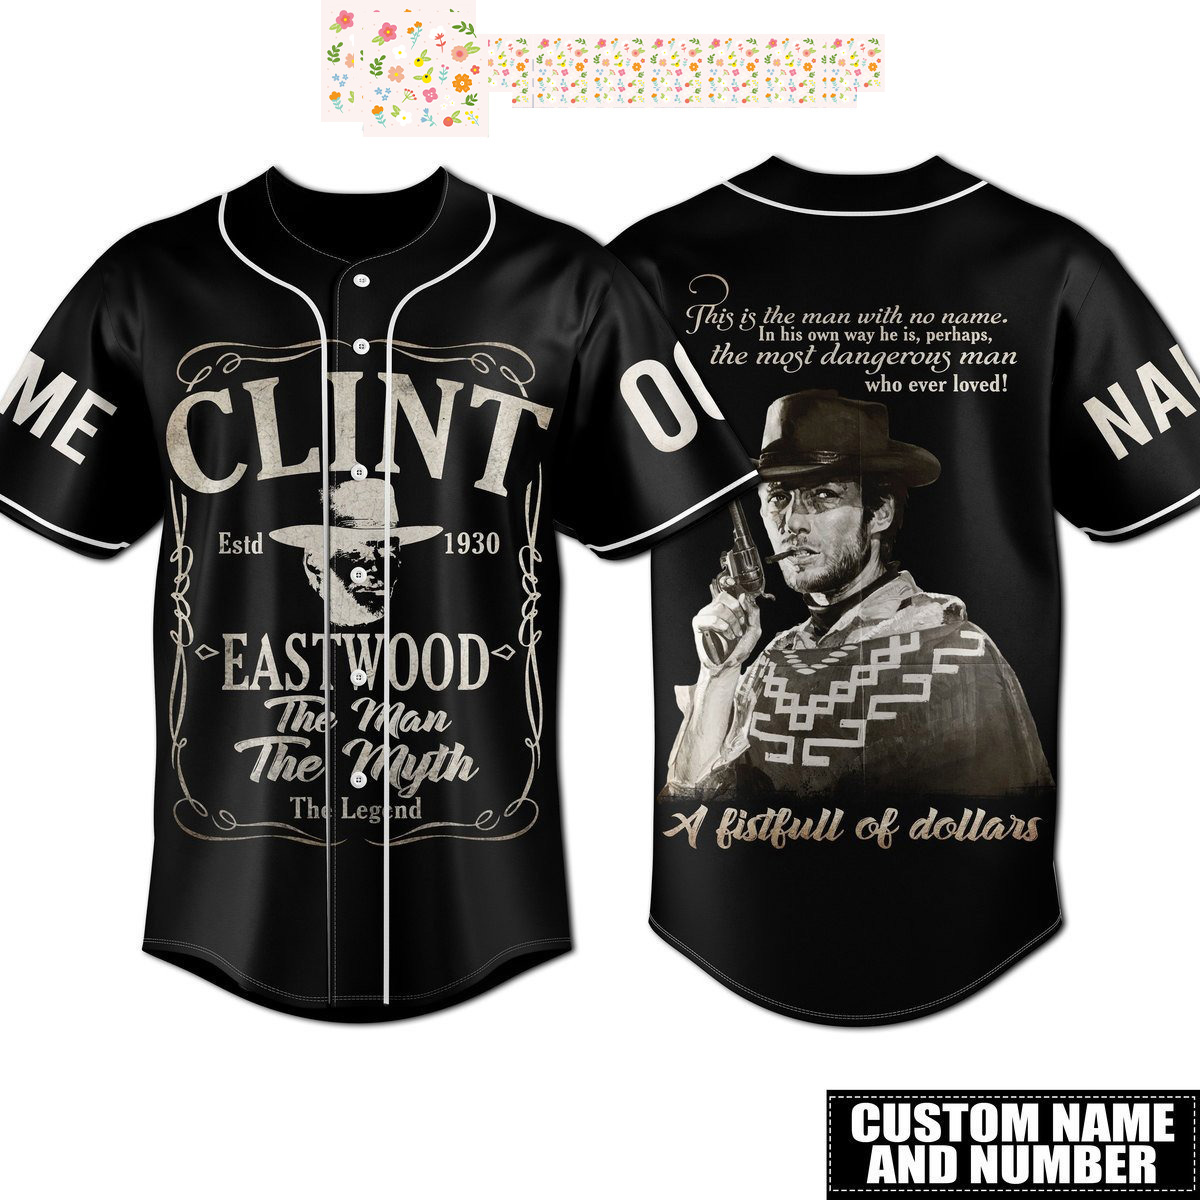 ME
CLINT
Estd 1930
EASTWOOD
The Man
The Myth
The Legend
This is the man with no name.
In his own way he is, perhaps,
the most dangerous man
who ever loved!
A fistfull of dollars
CUSTOM NAME
AND NUMBER